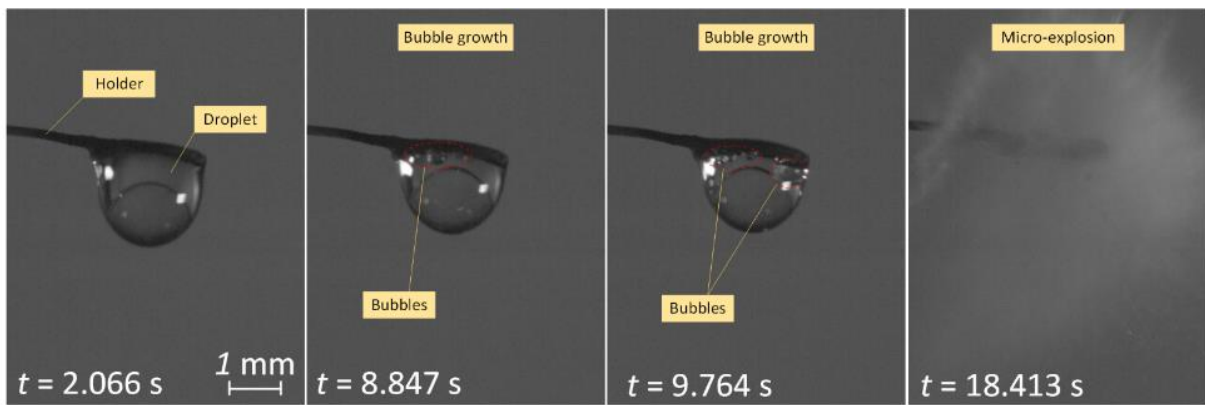 Holder
Droplet
t = 2.066 s
1 mm
Bubble growth
Bubbles
t = 8.847 s
Bubble growth
Bubbles
t = 9.764 s
Micro-explosion
t = 18.413 s